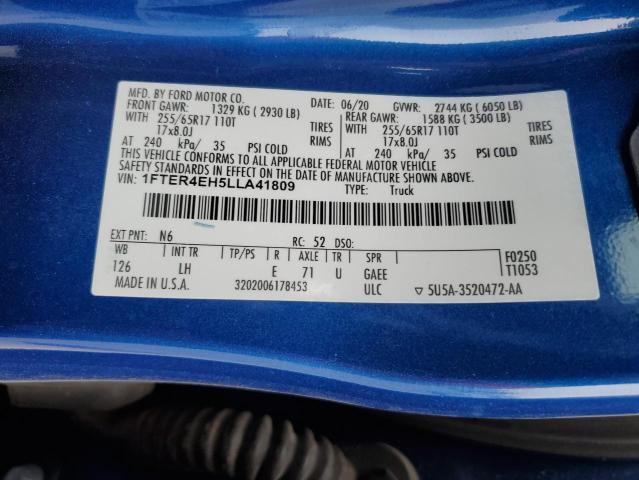 MFD. BY FORD MOTOR CO. DATE: 06/20 GVWR: 2744 KG ( 6050 LB)
FRONT GAWR: 1329 KG ( 2930 LB) REAR GAWR: 1588 KG ( 3500 LB)
WITH 255/65R17 110T TIRES WITH 255/65R17 110T TIRES
17x8.0J RIMS 17x8.0J RIMS
AT 240 kPa/ 35 PSI COLD AT 240 kPa/ 35 PSI COLD
THIS VEHICLE CONFORMS TO ALL APPLICABLE FEDERAL MOTOR VEHICLE
SAFETY STANDARDS IN EFFECT ON THE DATE OF MANUFACTURE SHOWN ABOVE.
VIN: 1FTER4EH5LLA41809 TYPE: Truck
EXT PNT: N6 RC: 52 DSO: F0250
WB INT TR TP/PS R AXLE TR SPR T1053
126 LH E 71 U GAEE
MADE IN U.S.A. 3202006178453 ULC ▽ 5U5A-3520472-AA